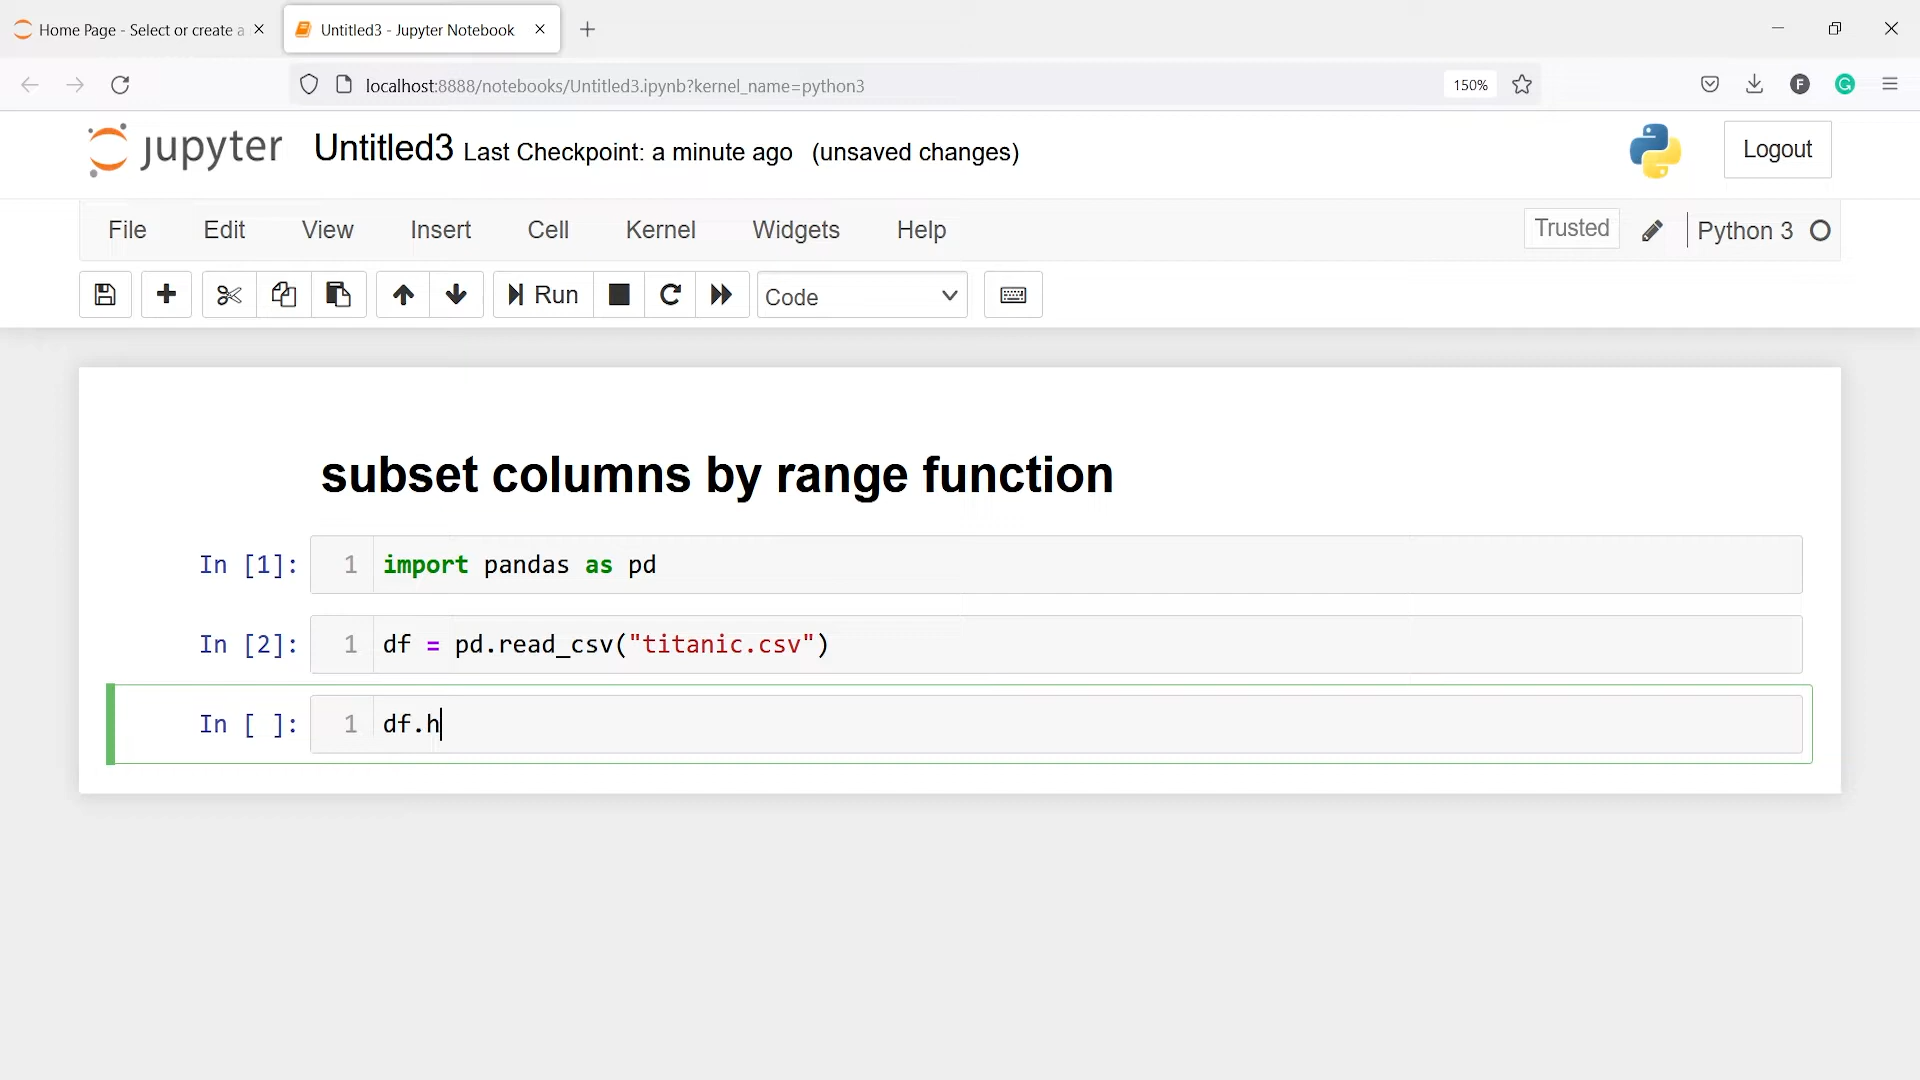 Home Page - Select or create a
Untitled3 - Jupyter Notebook
localhost:8888/notebooks/Untitled3.ipynb?kernel_name=python3
150%
F
G
jupyter Untitled3 Last Checkpoint: a minute ago (unsaved changes)
Logout
File Edit View Insert Cell Kernel Widgets Help
Trusted
Python 3
Run
Code
subset columns by range function
In [1]: 1 import pandas as pd
In [2]: 1 df = pd.read_csv("titanic.csv")
In [ ]: 1 df.h